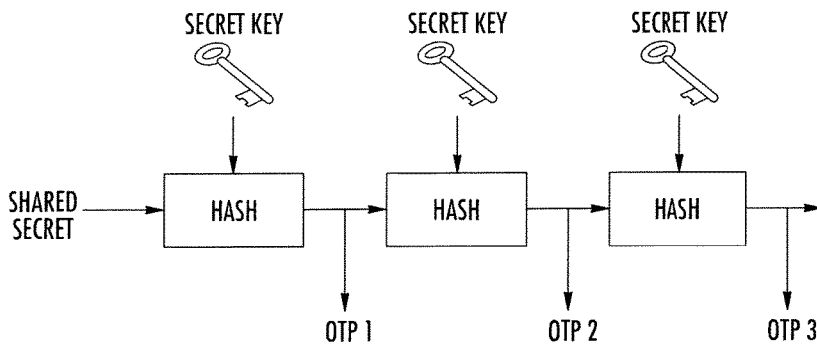 SECRET KEY
SECRET KEY
SECRET KEY
SHARED
SECRET
HASH
HASH
HASH
OTP 1
OTP 2
OTP 3